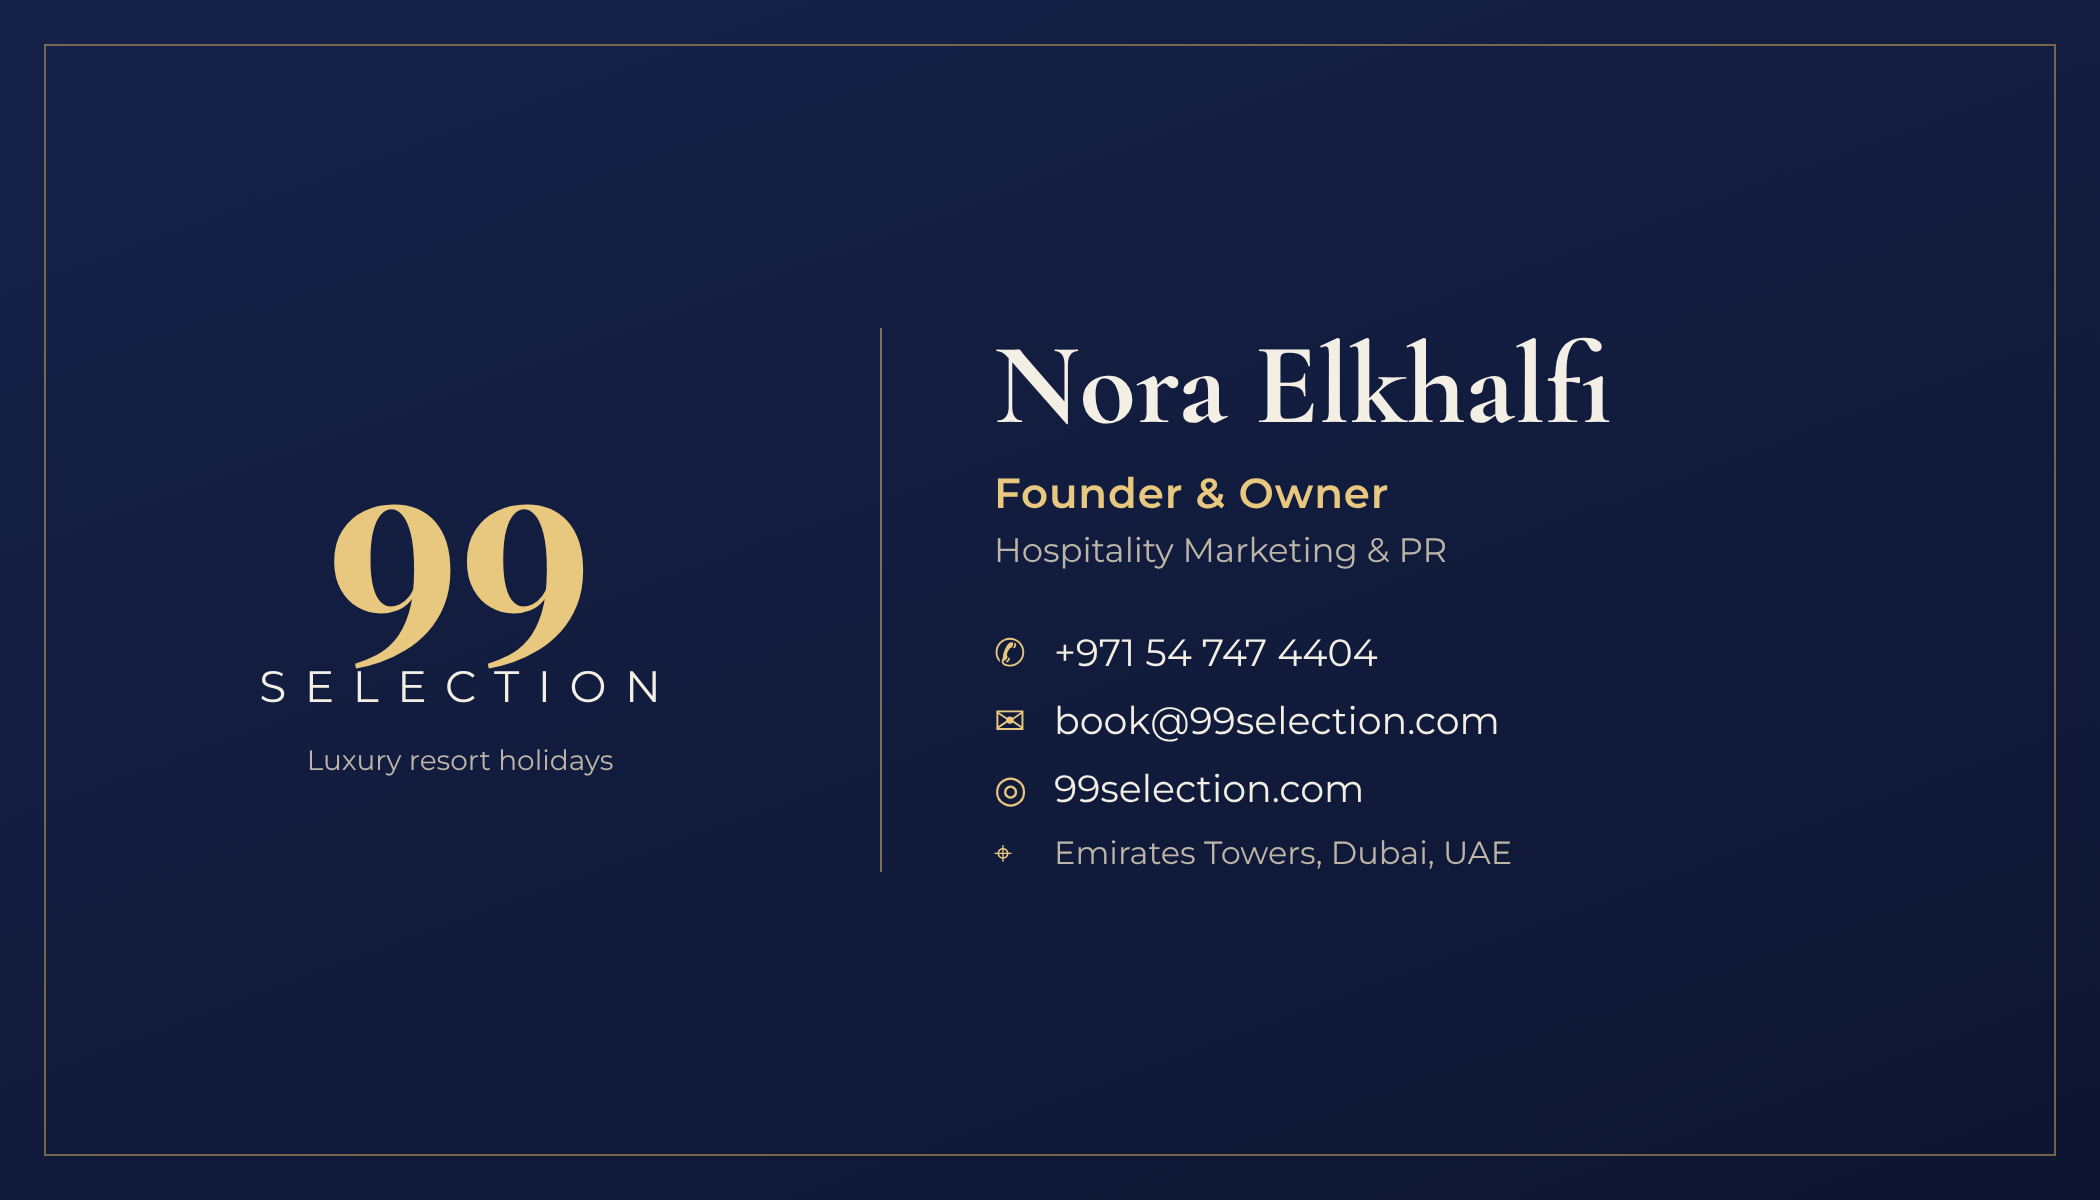 99
SELECTION
Luxury resort holidays
Nora Elkhalfi
Founder & Owner
Hospitality Marketing & PR
✆ +971 54 747 4404
✉ book@99selection.com
◎ 99selection.com
⌖ Emirates Towers, Dubai, UAE